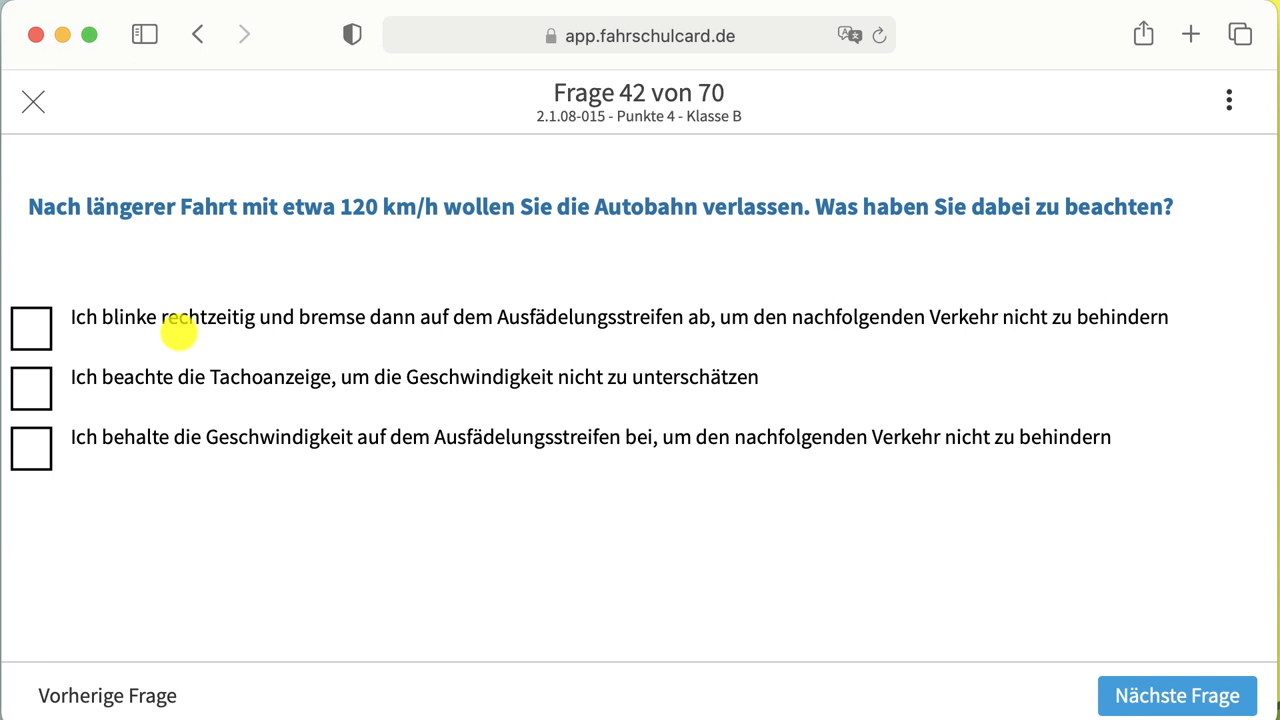 app.fahrschulcard.de
Frage 42 von 70
2.1.08-015 - Punkte 4 - Klasse B
Nach längerer Fahrt mit etwa 120 km/h wollen Sie die Autobahn verlassen. Was haben Sie dabei zu beachten?
Ich blinke rechtzeitig und bremse dann auf dem Ausfädelungsstreifen ab, um den nachfolgenden Verkehr nicht zu behindern
Ich beachte die Tachoanzeige, um die Geschwindigkeit nicht zu unterschätzen
Ich behalte die Geschwindigkeit auf dem Ausfädelungsstreifen bei, um den nachfolgenden Verkehr nicht zu behindern
Vorherige Frage
Nächste Frage